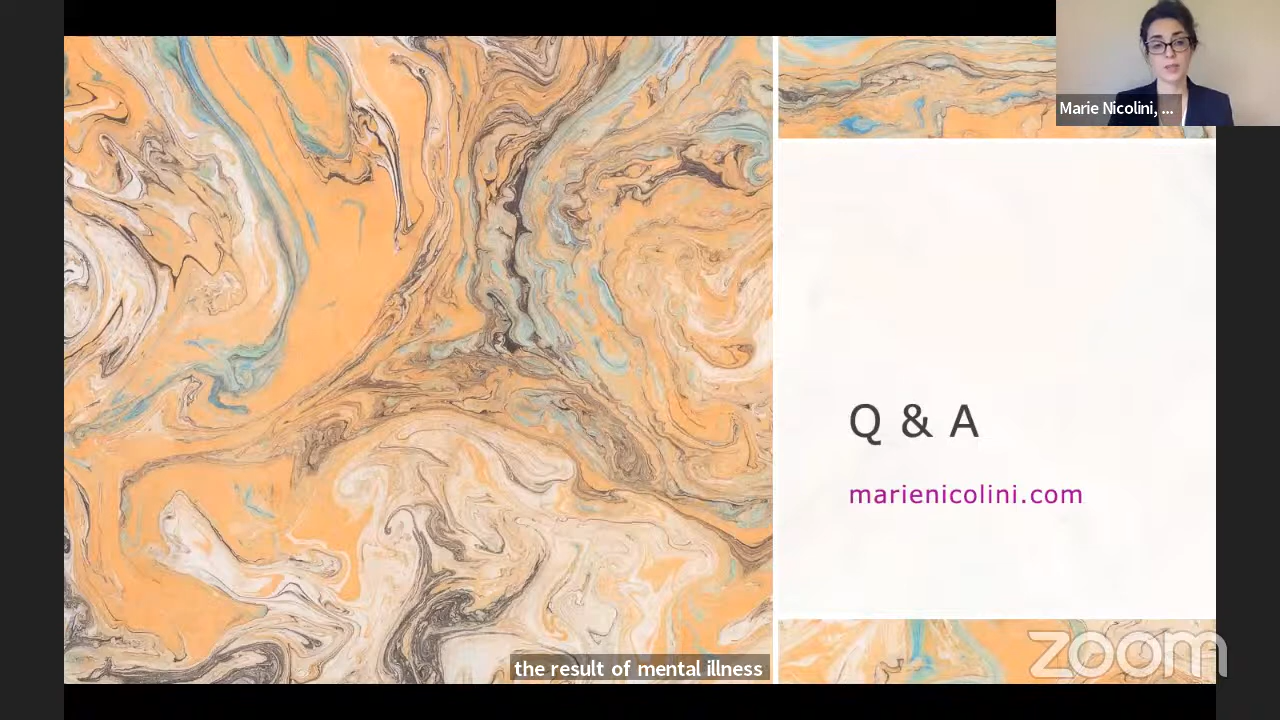 Marie Nicolini, ...
Q & A
marienicolini.com
the result of mental illness
zoom